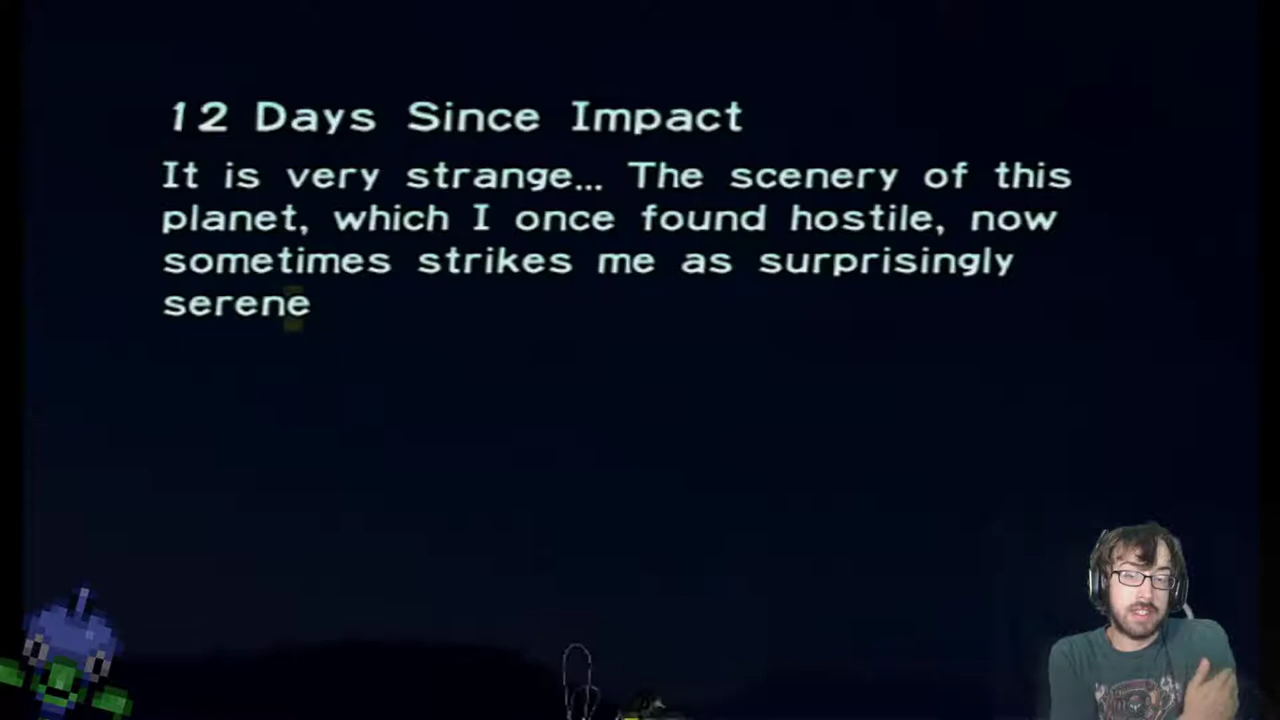 12 Days Since Impact
It is very strange... The scenery of this
planet, which I once found hostile, now
sometimes strikes me as surprisingly
serene